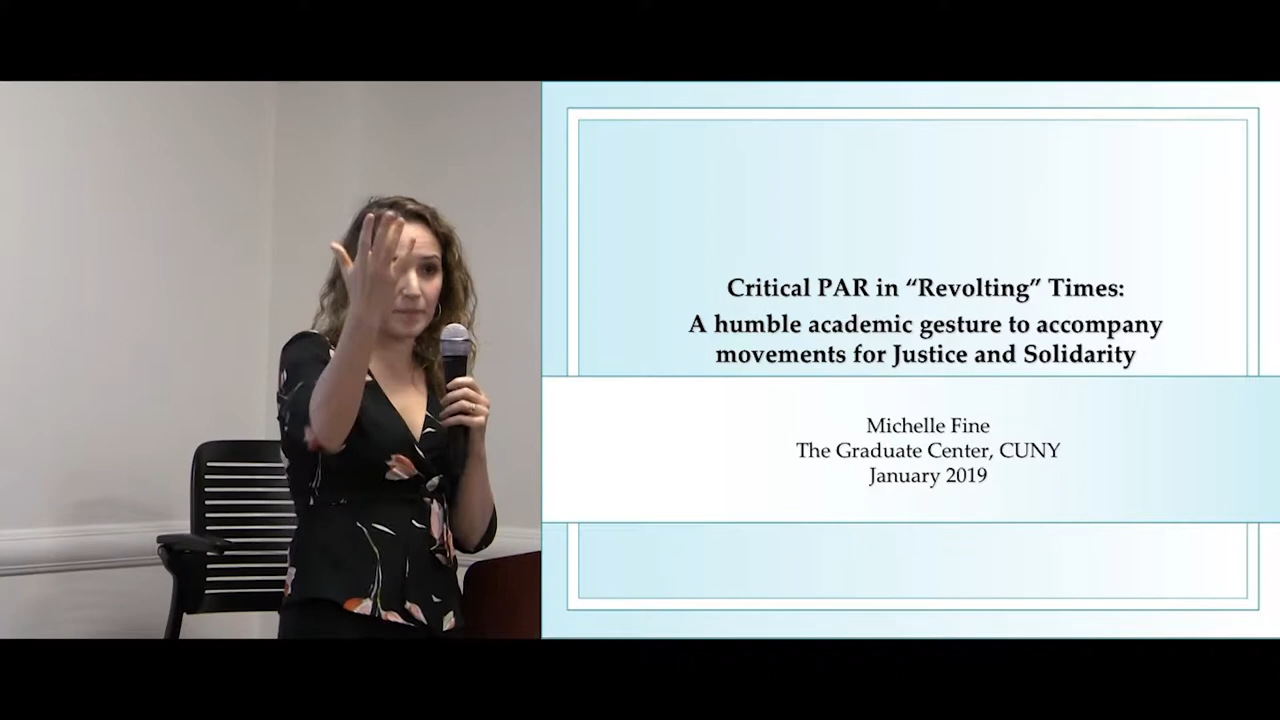 Critical PAR in “Revolting” Times:
A humble academic gesture to accompany
movements for Justice and Solidarity
Michelle Fine
The Graduate Center, CUNY
January 2019